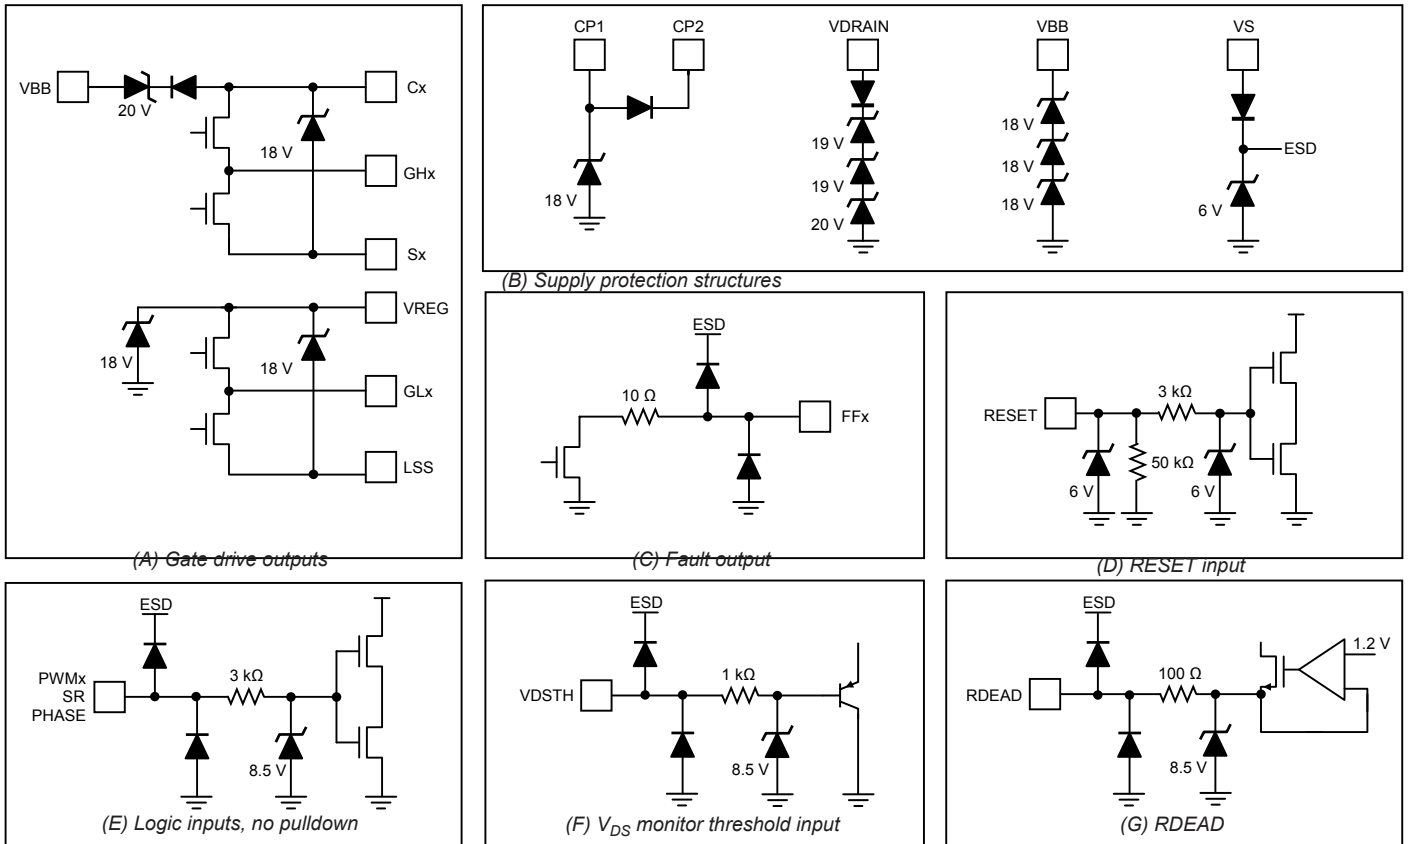 VBB
20 V
18 V
Cx
GHx
Sx
18 V
18 V
VREG
GLx
LSS
(A) Gate drive outputs
CP1
CP2
VDRAIN
VBB
VS
18 V
19 V
19 V
20 V
18 V
18 V
18 V
ESD
6 V
(B) Supply protection structures
ESD
10 Ω
FFx
(C) Fault output
RESET
3 kΩ
50 kΩ
6 V
6 V
(D) RESET input
ESD
PWMx
SR
PHASE
3 kΩ
8.5 V
(E) Logic inputs, no pulldown
ESD
VDSTH
1 kΩ
8.5 V
(F) VDS monitor threshold input
ESD
RDEAD
100 Ω
1.2 V
8.5 V
(G) RDEAD